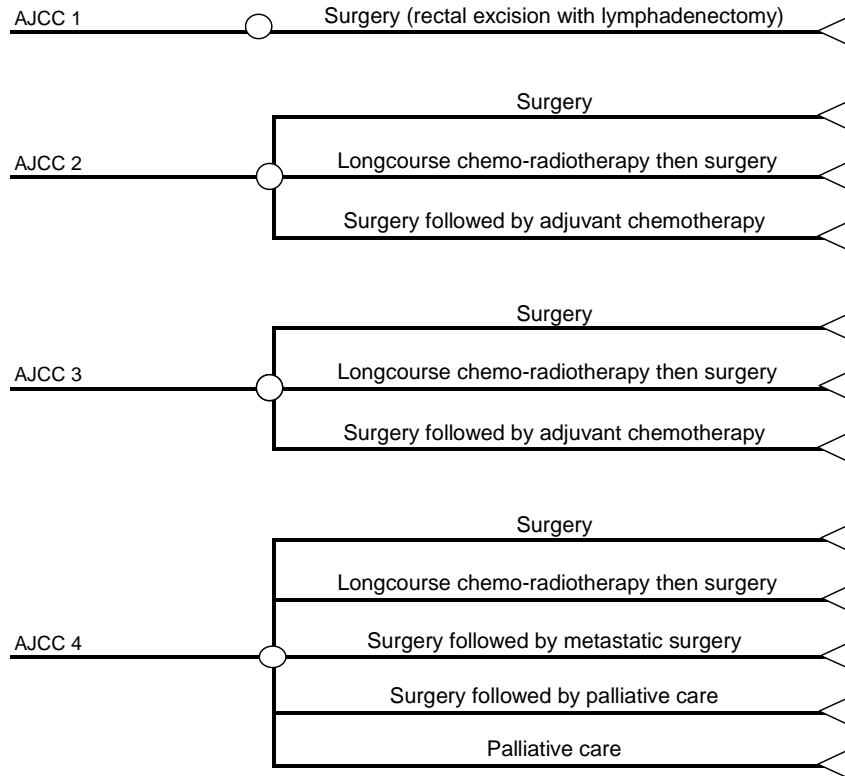 AJCC 1
Surgery (rectal excision with lymphadenectomy)
Surgery
AJCC 2
Longcourse chemo-radiotherapy then surgery
Surgery followed by adjuvant chemotherapy
Surgery
AJCC 3
Longcourse chemo-radiotherapy then surgery
Surgery followed by adjuvant chemotherapy
Surgery
Longcourse chemo-radiotherapy then surgery
AJCC 4
Surgery followed by metastatic surgery
Surgery followed by palliative care
Palliative care